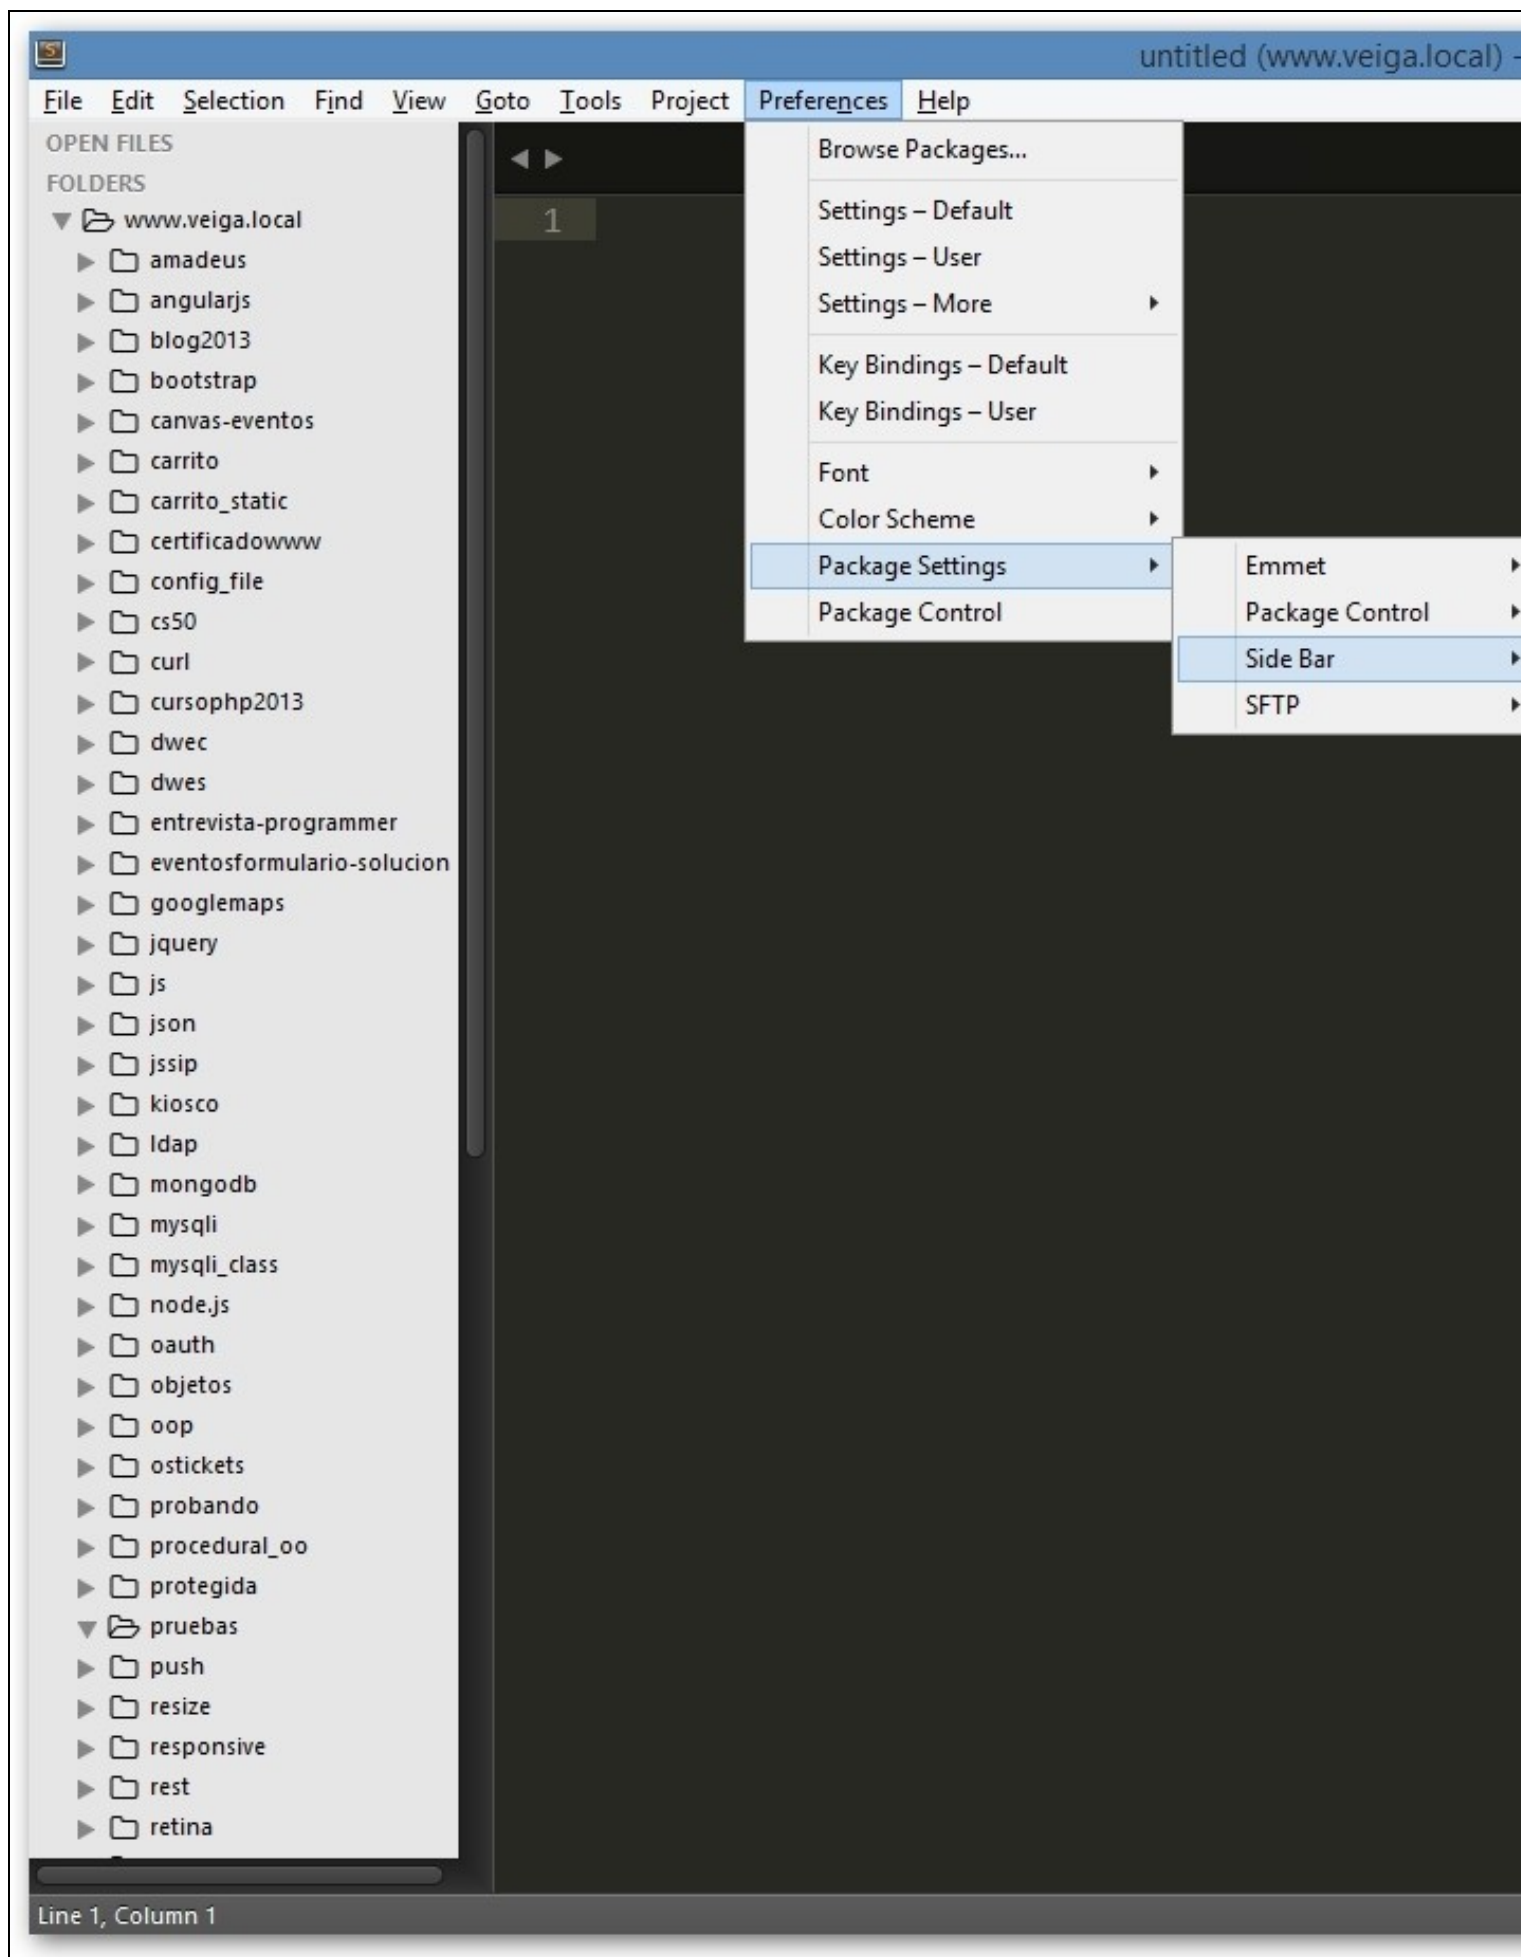 untitled (www.veiga.local) -
File Edit Selection Find View Goto Tools Project Preferences Help
OPEN FILES
FOLDERS
www.veiga.local
amadeus
angularjs
blog2013
bootstrap
canvas-eventos
carrito
carrito_static
certificadowww
config_file
cs50
curl
cursophp2013
dwec
dwes
entrevista-programmer
eventosformulario-solucion
googlemaps
jquery
js
json
jssip
kiosco
ldap
mongodb
mysqli
mysqli_class
node.js
oauth
objetos
oop
ostickets
probando
procedural_oo
protegida
pruebas
push
resize
responsive
rest
retina
1
Browse Packages...
Settings – Default
Settings – User
Settings – More
Key Bindings – Default
Key Bindings – User
Font
Color Scheme
Package Settings
Package Control
Emmet
Package Control
Side Bar
SFTP
Line 1, Column 1